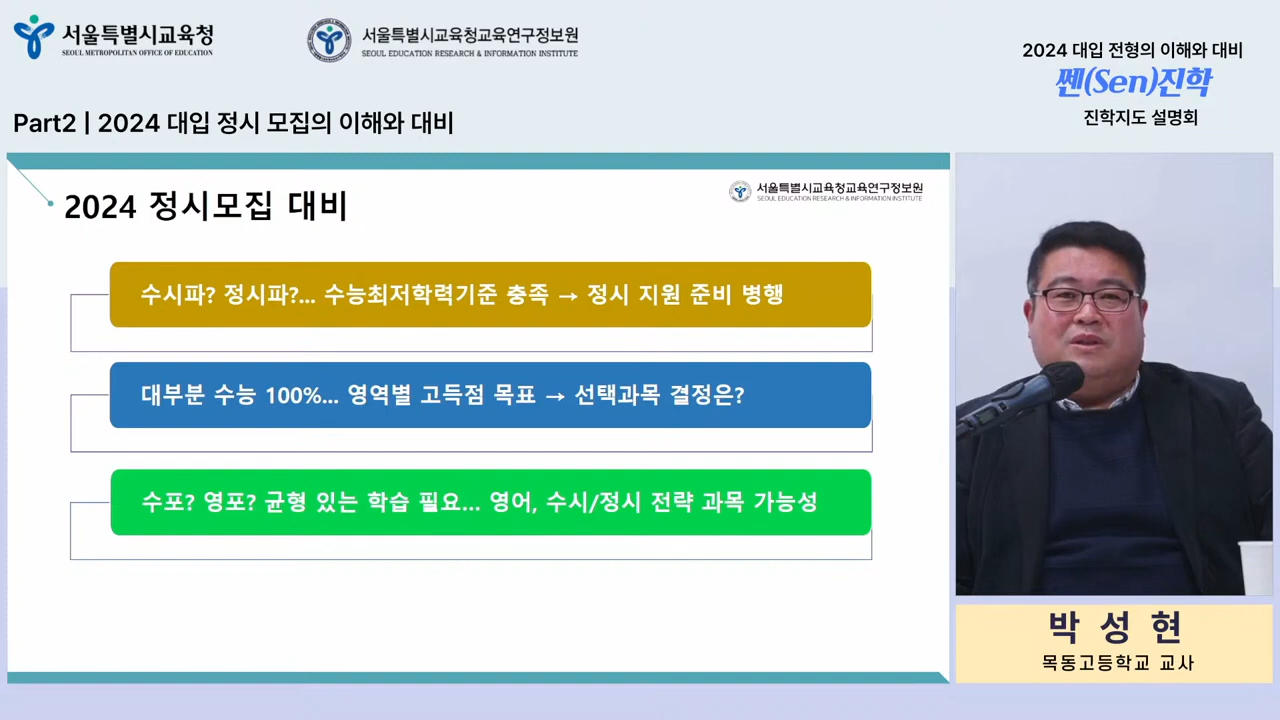 서울특별시교육청
SEOUL METROPOLITAN OFFICE OF EDUCATION
서울특별시교육청교육연구정보원
SEOUL EDUCATION RESEARCH & INFORMATION INSTITUTE
2024 대입 전형의 이해와 대비
쎈(Sen)진학
진학지도 설명회
Part2 | 2024 대입 정시 모집의 이해와 대비
2024 정시모집 대비
서울특별시교육청교육연구정보원
SEOUL EDUCATION RESEARCH & INFORMATION INSTITUTE
수시파? 정시파?... 수능최저학력기준 충족 → 정시 지원 준비 병행
대부분 수능 100%... 영역별 고득점 목표 → 선택과목 결정은?
수포? 영포? 균형 있는 학습 필요... 영어, 수시/정시 전략 과목 가능성
박성현
목동고등학교 교사